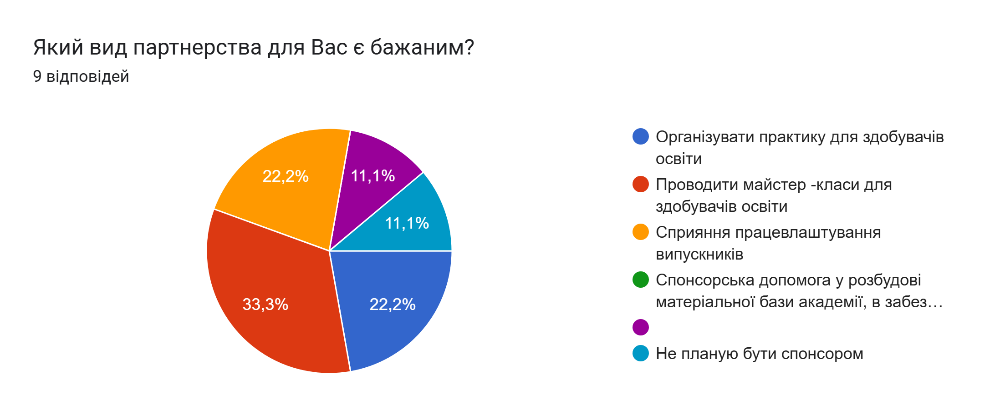 Який вид партнерства для Вас є бажаним?
9 відповідей
22,2%
11,1%
11,1%
33,3%
22,2%
Організувати практику для здобувачів
освіти
Проводити майстер -класи для
здобувачів освіти
Сприяння працевлаштування
випускників
Спонсорська допомога у розбудові
матеріальної бази академії, в забез…
Не планую бути спонсором